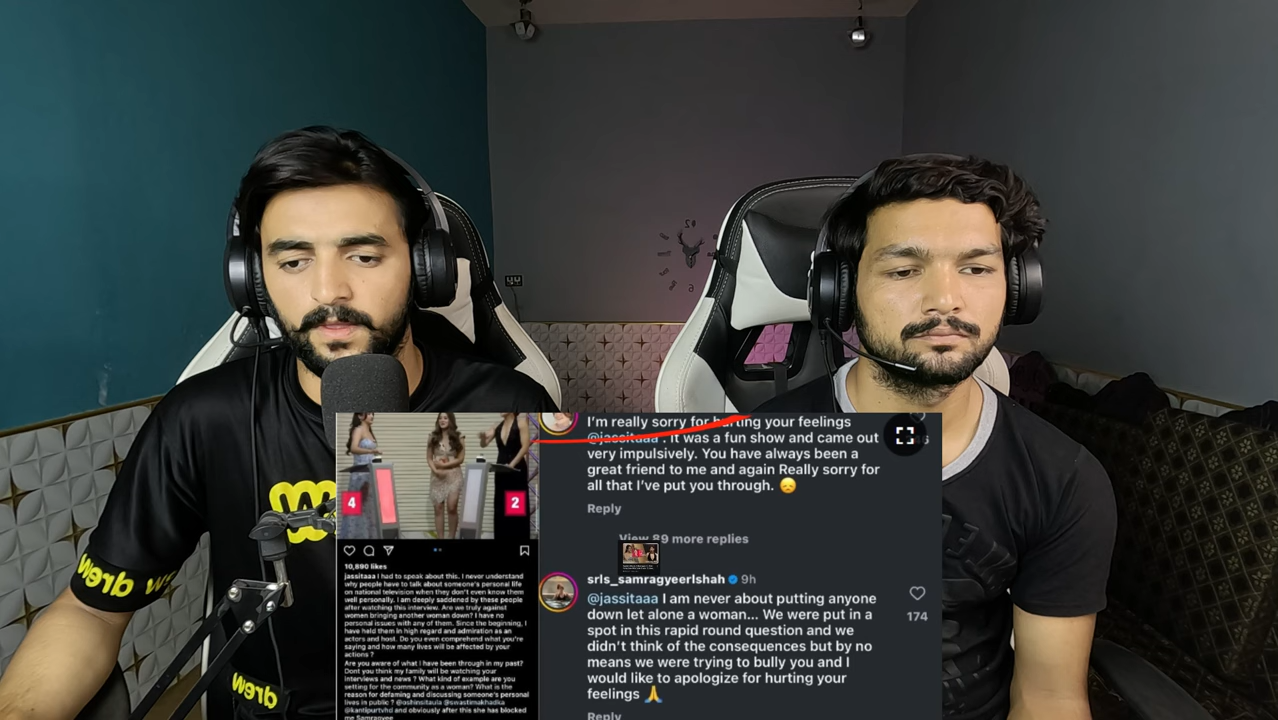 drew
drew
drew
4
2
10,890 likes
jassitaaa I had to speak about this. I never understand
why people have to talk about someone's personal life
on national television when they don't even know them
well personally. I am deeply saddened by these people
after watching this interview. Are we truly against
women bringing another woman down? I have no
personal issues with any of them. Since the beginning, I
have held them in high regard and admiration as an
actors and host. Do you even comprehend what you're
saying and how many lives will be affected by your
actions ?
Are you aware of what I have been through in my past?
Dont you think my family will be watching your
interviews and news ? What kind of example are you
setting for the community as a woman? What is the
reason for defaming and discussing someone's personal
lives in public ? @oshinsitaula @swastimakhadka
@kantipurtvhd and obviously after this she has blocked
me Samragyee
I'm really sorry for hurting your feelings
@jassitaaa . It was a fun show and came out
very impulsively. You have always been a
great friend to me and again Really sorry for
all that I've put you through. 😞
Reply
View 89 more replies
srls_samragyeerlshah 9h
@jassitaaa I am never about putting anyone
down let alone a woman... We were put in a
spot in this rapid round question and we
didn't think of the consequences but by no
means we were trying to bully you and I
would like to apologize for hurting your
feelings 🙏
174
Reply